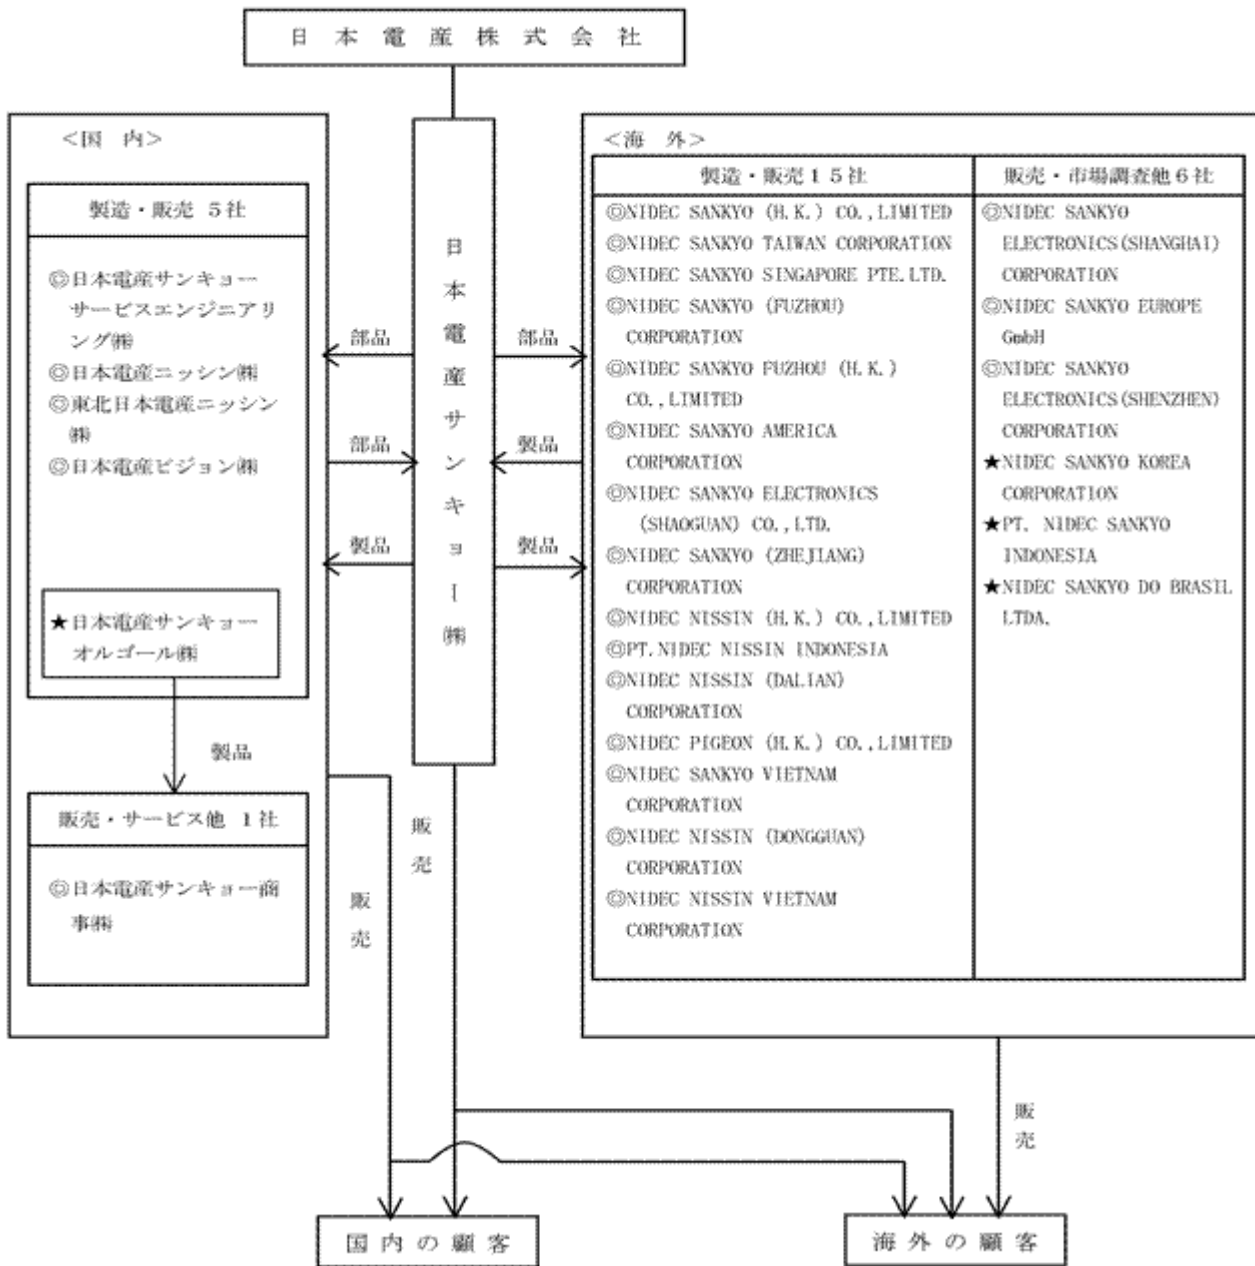 日本電産株式会社
＜国　内＞
製造・販売 ５社
◎日本電産サンキョー
サービスエンジニアリ
ング㈱
◎日本電産ニッシン㈱
◎東北日本電産ニッシン
㈱
◎日本電産ピジョン㈱
★日本電産サンキョー
オルゴール㈱
製品
販売・サービス他 １社
◎日本電産サンキョー商
事㈱
部品
部品
製品
日本電産サンキョー㈱
部品
製品
製品
＜海　外＞
製造・販売１５社
◎NIDEC SANKYO (H.K.) CO.,LIMITED
◎NIDEC SANKYO TAIWAN CORPORATION
◎NIDEC SANKYO SINGAPORE PTE.LTD.
◎NIDEC SANKYO (FUZHOU)
CORPORATION
◎NIDEC SANKYO FUZHOU (H.K.)
CO.,LIMITED
◎NIDEC SANKYO AMERICA
CORPORATION
◎NIDEC SANKYO ELECTRONICS
(SHAOGUAN) CO.,LTD.
◎NIDEC SANKYO (ZHEJIANG)
CORPORATION
◎NIDEC NISSIN (H.K.) CO.,LIMITED
◎PT.NIDEC NISSIN INDONESIA
◎NIDEC NISSIN (DALIAN)
CORPORATION
◎NIDEC PIGEON (H.K.) CO.,LIMITED
◎NIDEC SANKYO VIETNAM
CORPORATION
◎NIDEC NISSIN (DONGGUAN)
CORPORATION
◎NIDEC NISSIN VIETNAM
CORPORATION
販売・市場調査他６社
◎NIDEC SANKYO
ELECTRONICS(SHANGHAI)
CORPORATION
◎NIDEC SANKYO EUROPE
GmbH
◎NIDEC SANKYO
ELECTRONICS(SHENZHEN)
CORPORATION
★NIDEC SANKYO KOREA
CORPORATION
★PT. NIDEC SANKYO
INDONESIA
★NIDEC SANKYO DO BRASIL
LTDA.
販売
販売
販売
国内の顧客
海外の顧客